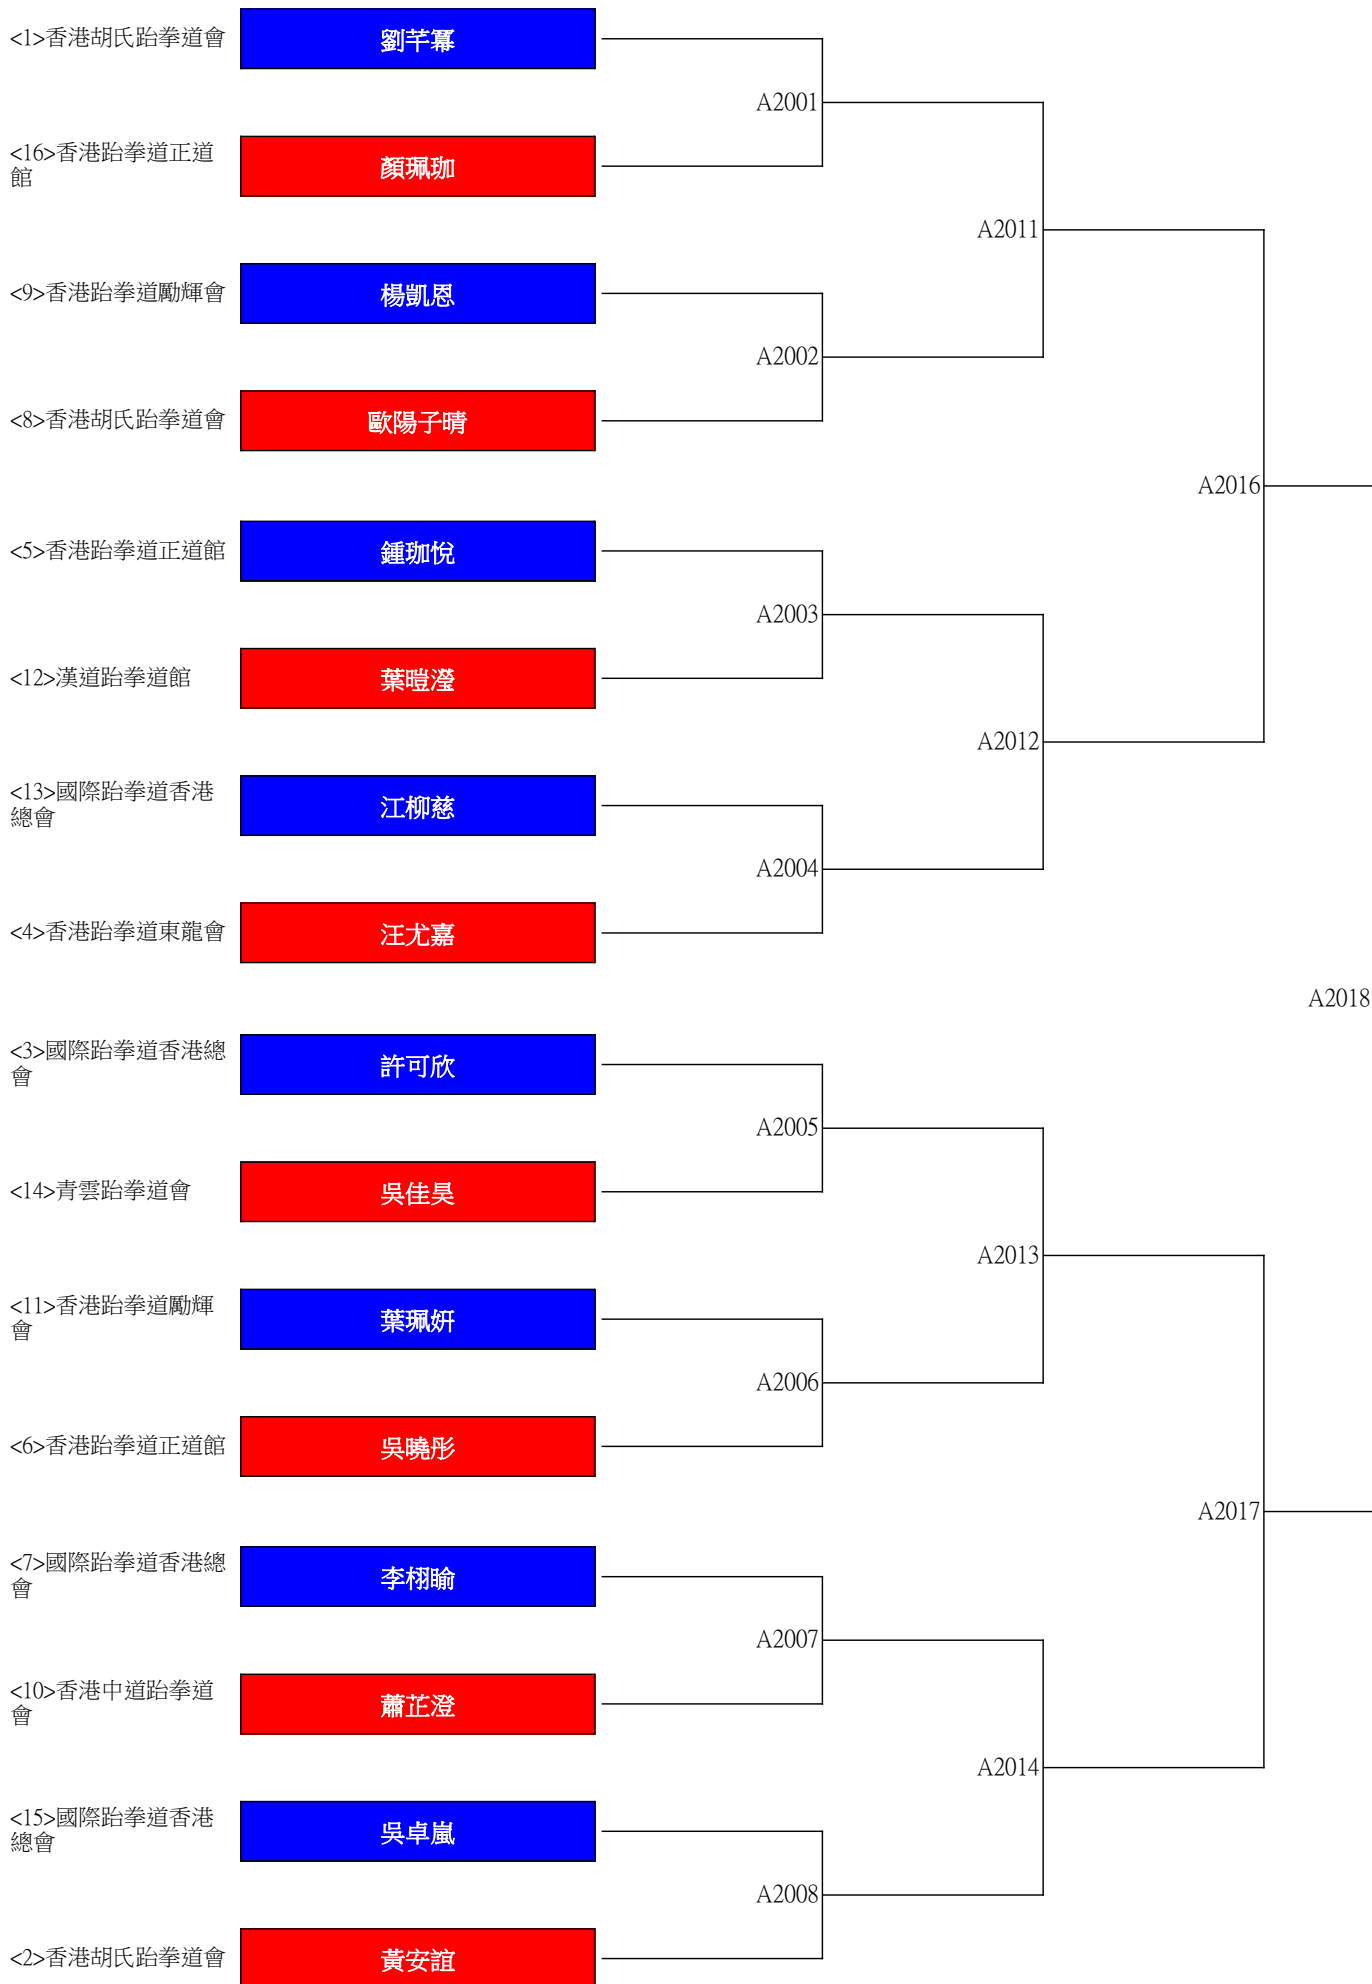 <1>香港胡氏跆拳道會
劉芊冪
A2001
<16>香港跆拳道正道
館
顏珮珈
A2011
<9>香港跆拳道勵輝會
楊凱恩
A2002
<8>香港胡氏跆拳道會
歐陽子晴
A2016
<5>香港跆拳道正道館
鍾珈悅
A2003
<12>漢道跆拳道館
葉暟瀅
A2012
<13>國際跆拳道香港
總會
江柳慈
A2004
<4>香港跆拳道東龍會
汪尤嘉
A2018
<3>國際跆拳道香港總
會
許可欣
A2005
<14>青雲跆拳道會
吳佳昊
A2013
<11>香港跆拳道勵輝
會
葉珮妍
A2006
<6>香港跆拳道正道館
吳曉彤
A2017
<7>國際跆拳道香港總
會
李栩暄
A2007
<10>香港中道跆拳道
會
蕭芷澄
A2014
<15>國際跆拳道香港
總會
吳卓嵐
A2008
<2>香港胡氏跆拳道會
黃安誼